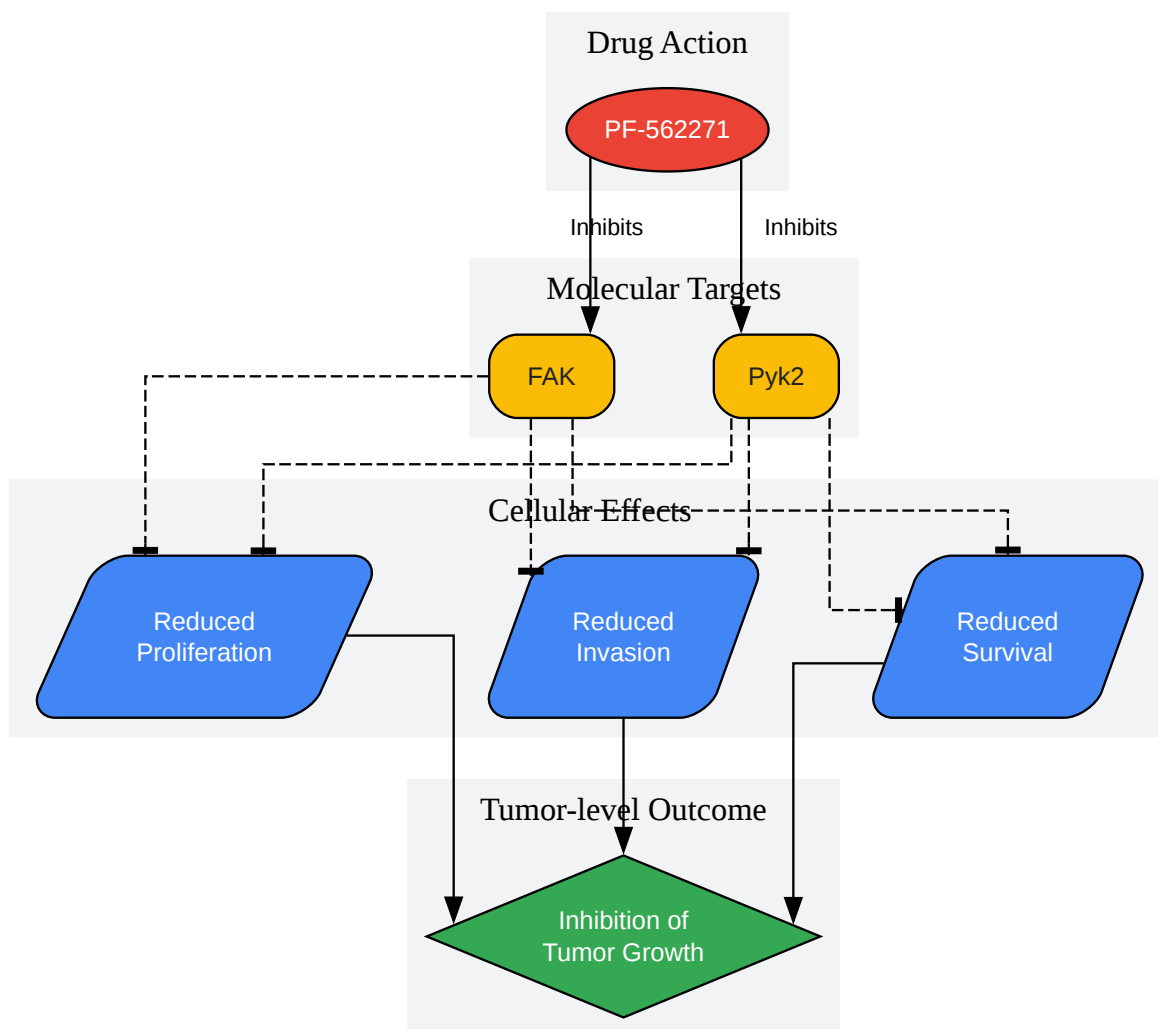 Drug Action
PF-562271
Inhibits
Inhibits
Molecular Targets
FAK
Pyk2
Cellular Effects
Reduced
Proliferation
Reduced
Invasion
Reduced
Survival
Tumor-level Outcome
Inhibition of
Tumor Growth